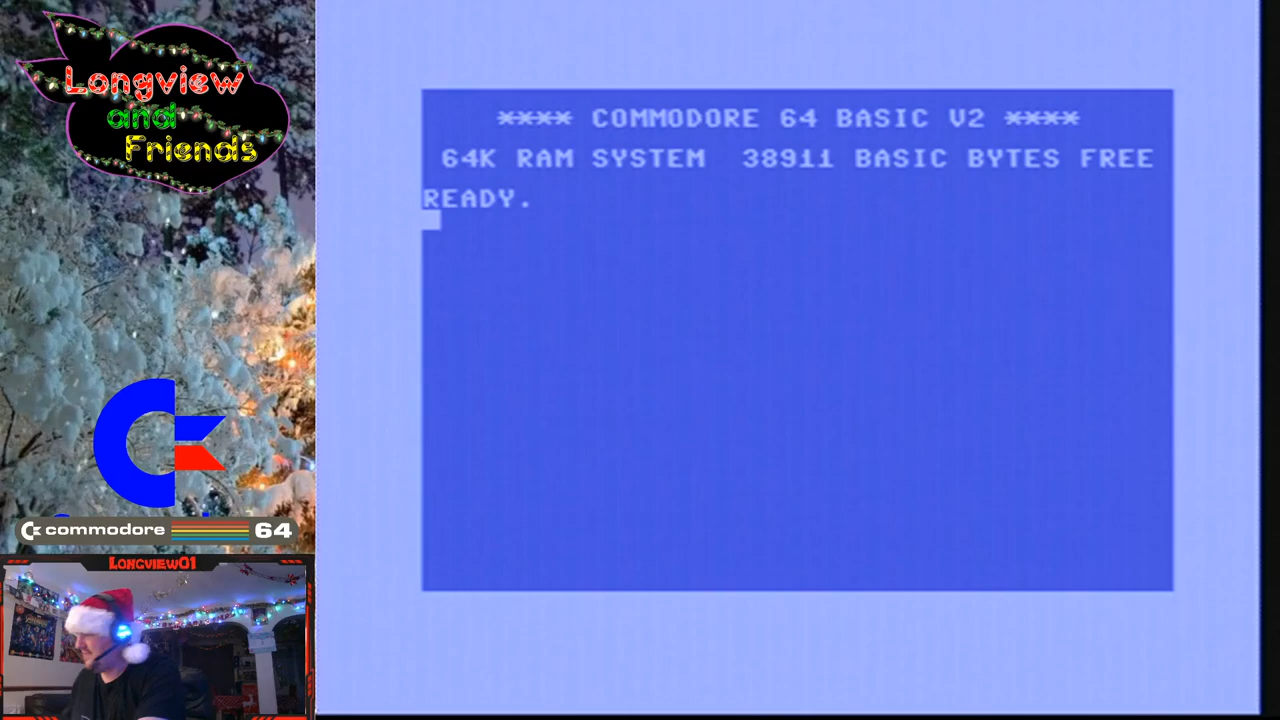 Longview
and
Friends
**** COMMODORE 64 BASIC V2 ****
64K RAM SYSTEM 38911 BASIC BYTES FREE
READY.
commodore 64
LONGVIEW01